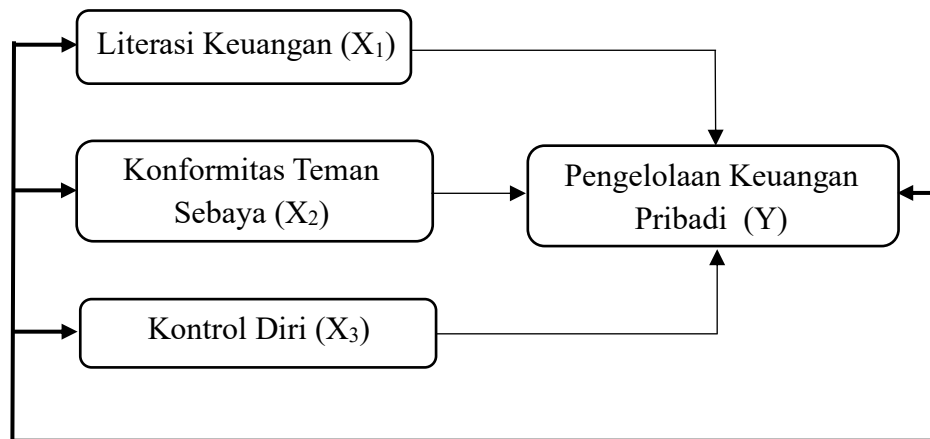 Literasi Keuangan (X₁)
Konformitas Teman
Sebaya (X₂)
Pengelolaan Keuangan
Pribadi (Y)
Kontrol Diri (X₃)